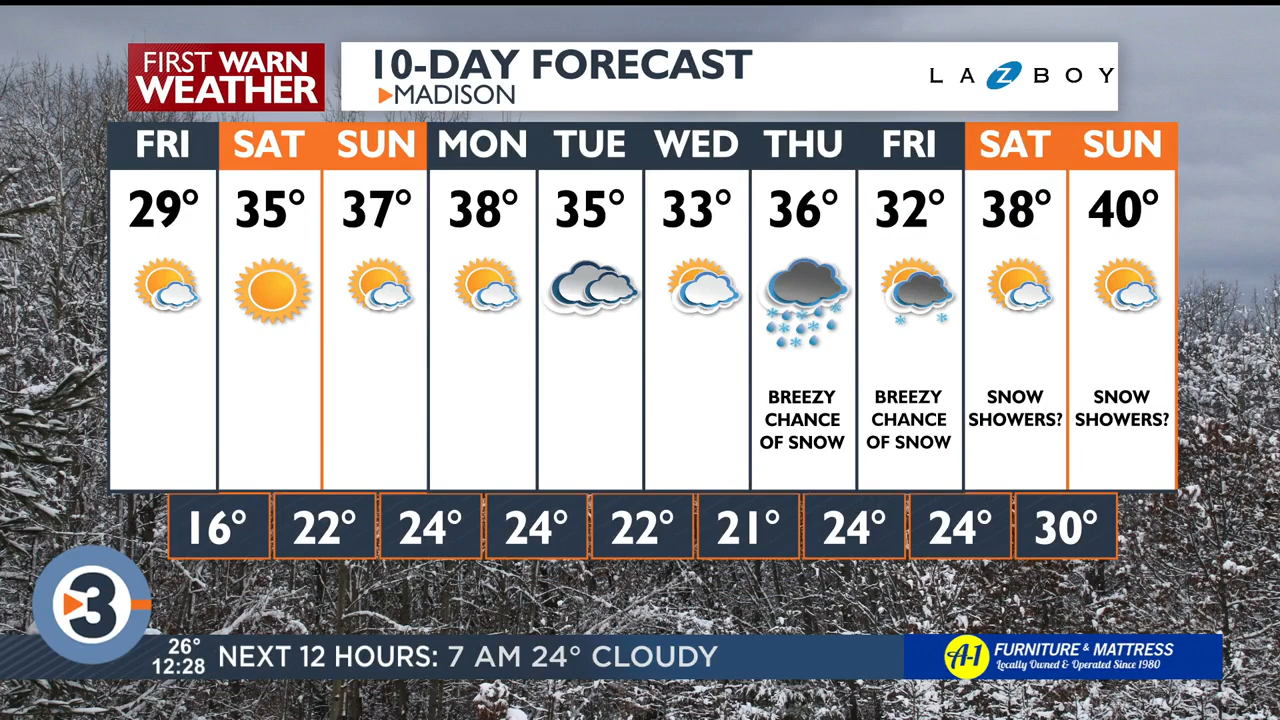 FIRST WARN
WEATHER
10-DAY FORECAST
MADISON
LA Z BOY
FRI SAT SUN MON TUE WED THU FRI SAT SUN
29° 35° 37° 38° 35° 33° 36° 32° 38° 40°
BREEZY
CHANCE
OF SNOW
BREEZY
CHANCE
OF SNOW
SNOW
SHOWERS?
SNOW
SHOWERS?
16° 22° 24° 24° 22° 21° 24° 24° 30°
3
26°
12:28
NEXT 12 HOURS: 7 AM 24° CLOUDY
A-1
FURNITURE & MATTRESS
Locally Owned & Operated Since 1980